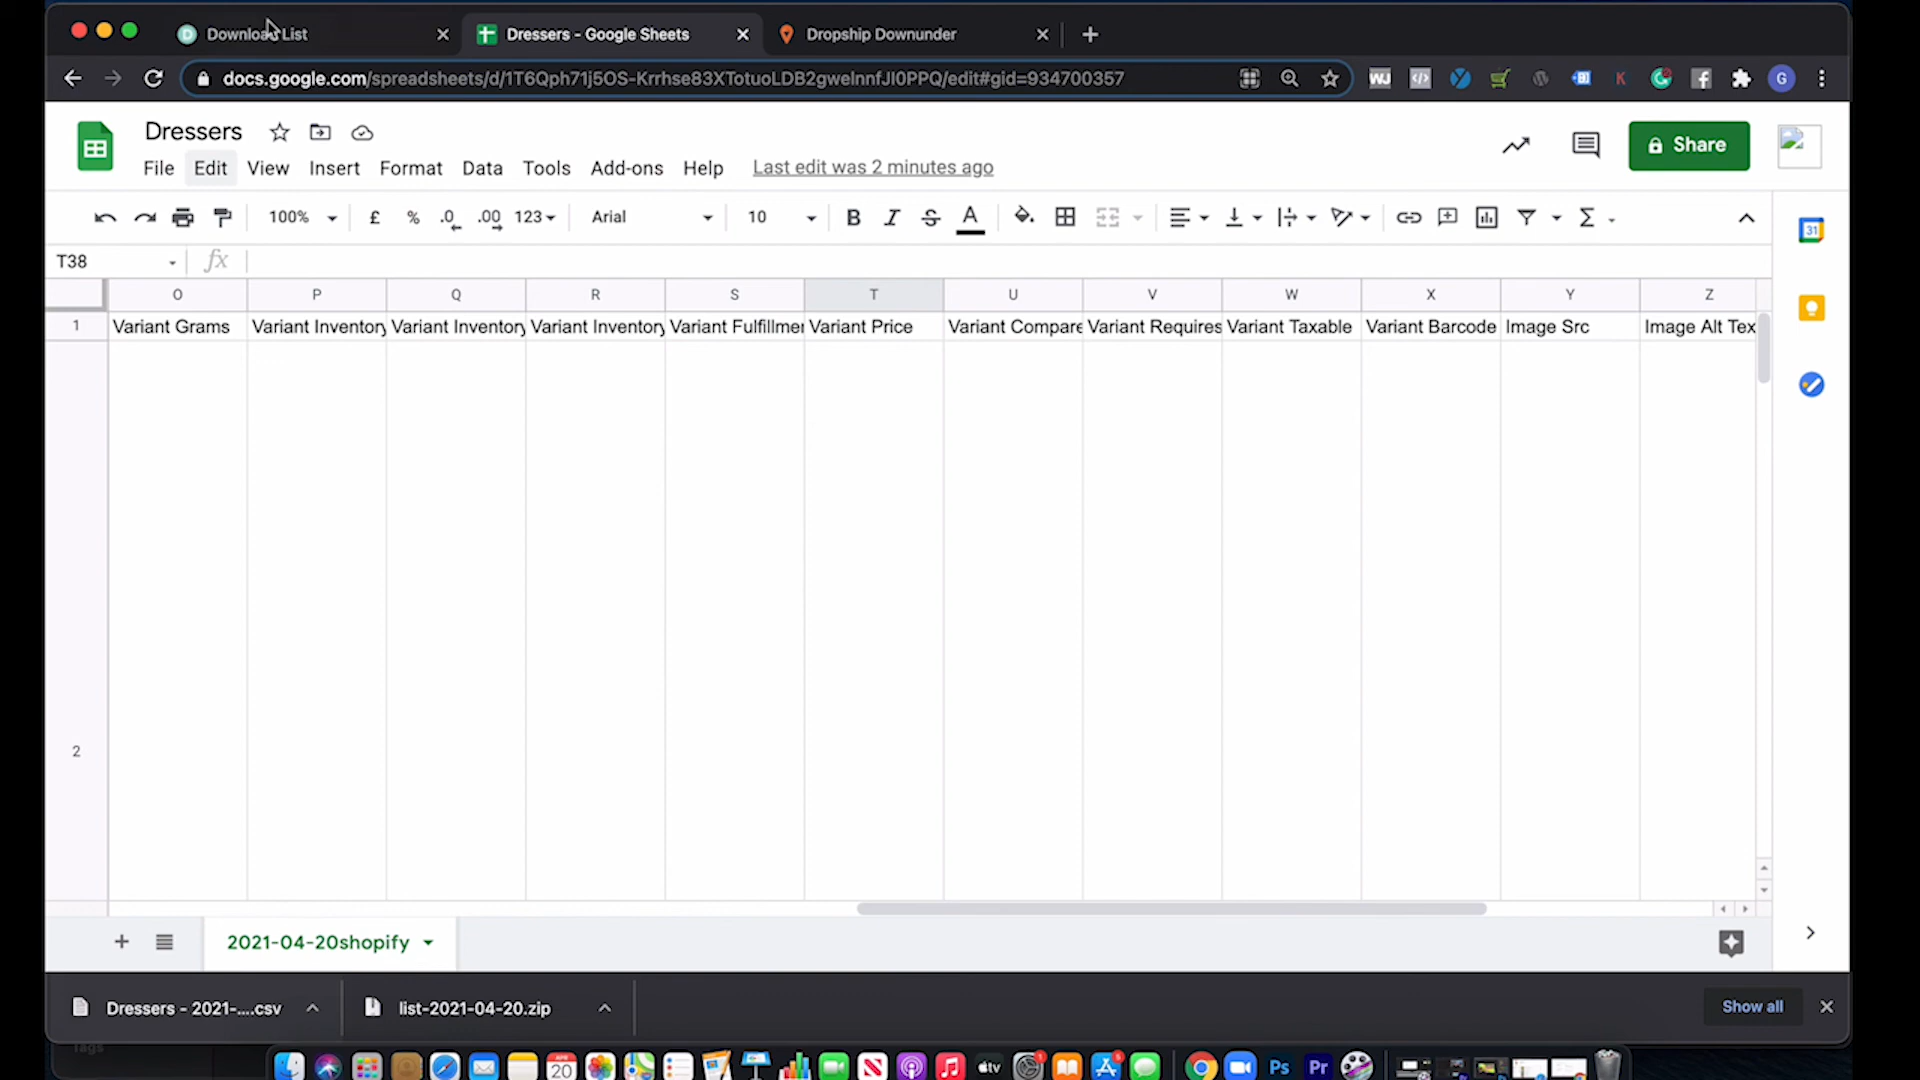 Download List
Dressers - Google Sheets
Dropship Downunder
docs.google.com/spreadsheets/d/1T6Qph71j5OS-Krrhse83XTotuoLDB2gwelnnfJI0PPQ/edit#gid=934700357
Dressers
File Edit View Insert Format Data Tools Add-ons Help Last edit was 2 minutes ago
Share
100% £ % .0 .00 123 Arial 10 B I S A Σ
T38 fx
O P Q R S T U V W X Y Z
1 Variant Grams Variant Inventory Variant Inventory Variant Inventory Variant Fulfillmen Variant Price Variant Compare Variant Requires Variant Taxable Variant Barcode Image Src Image Alt Tex
2
2021-04-20shopify
Dressers - 2021-....csv
list-2021-04-20.zip
Show all
Tags